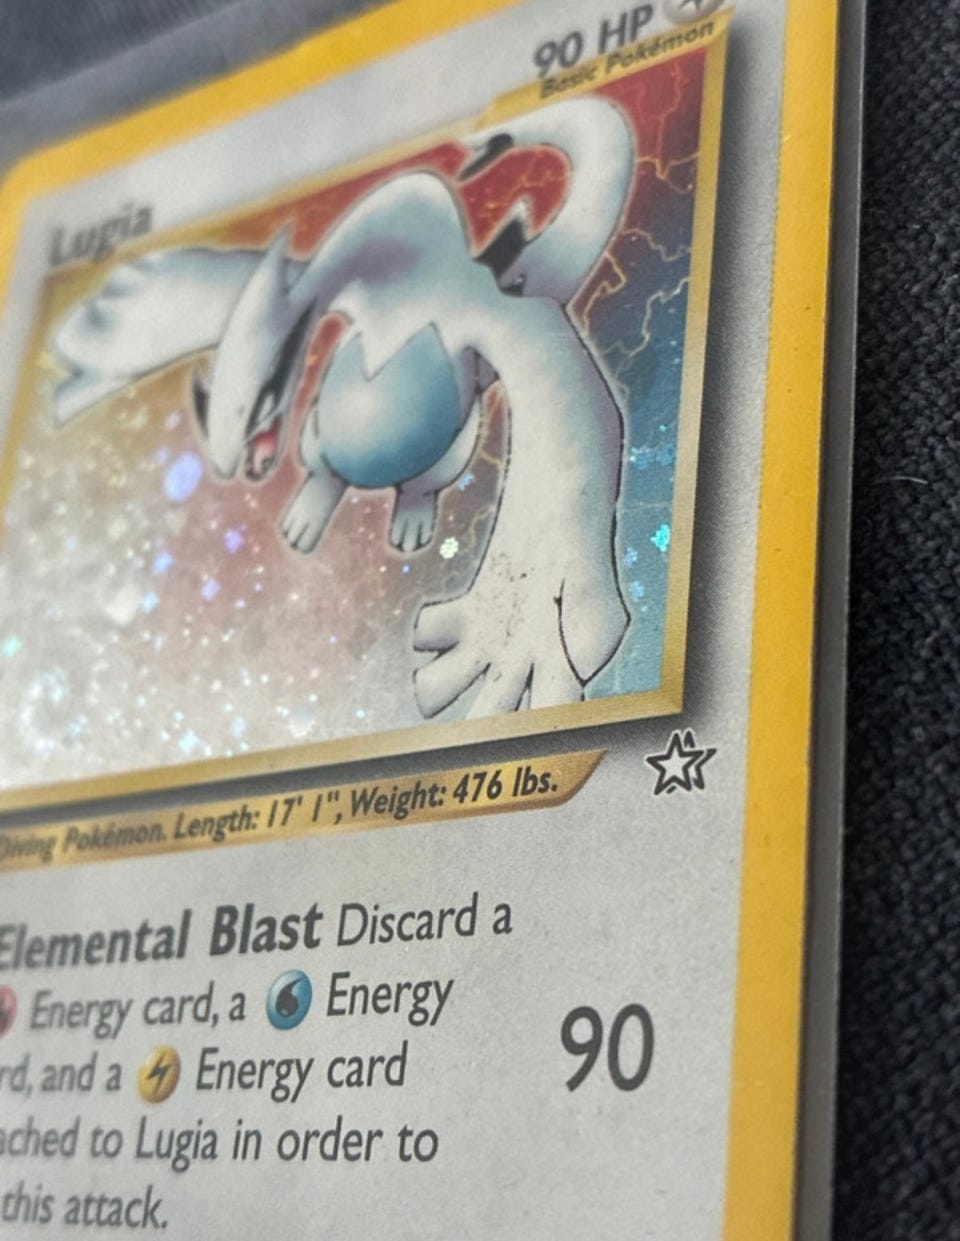 90 HP
Basic Pokémon
Lugia
Diving Pokémon. Length: 17' 1", Weight: 476 lbs.
Elemental Blast Discard a
Energy card, a Energy
rd, and a Energy card
ached to Lugia in order to
this attack.
90